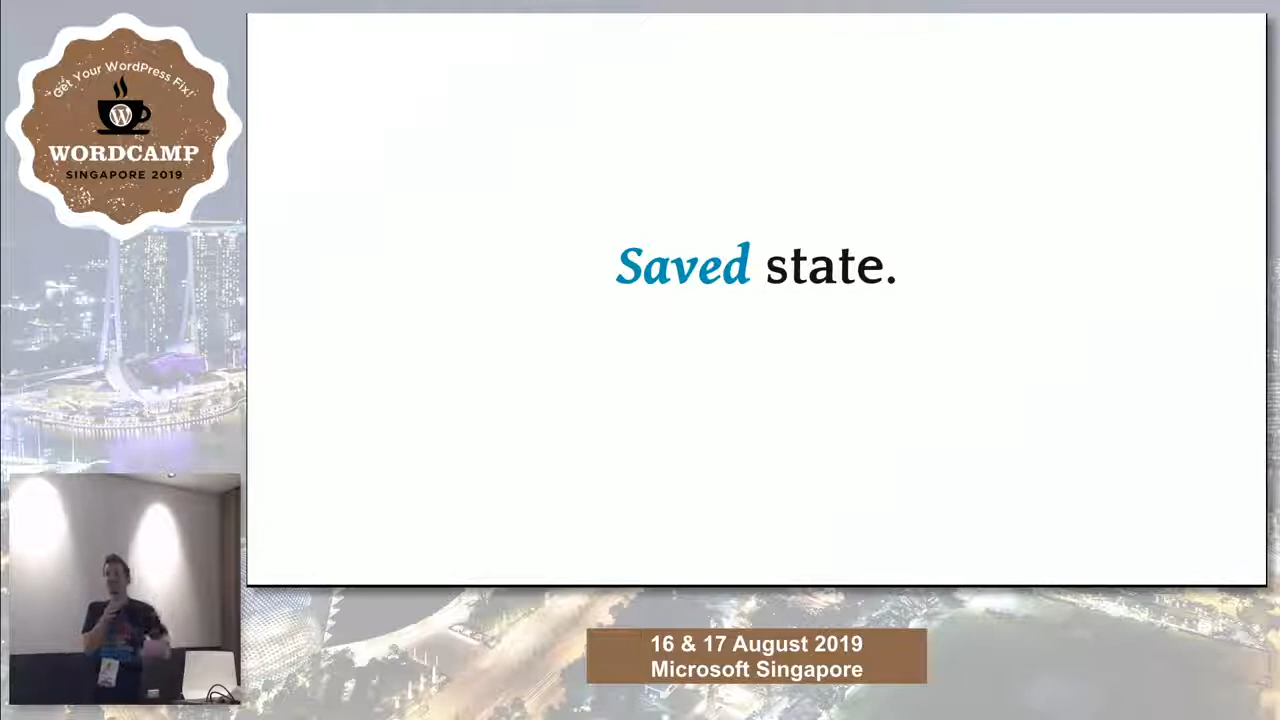 Get Your WordPress Fix!
W
WORDCAMP
SINGAPORE 2019
Saved state.
16 & 17 August 2019
Microsoft Singapore